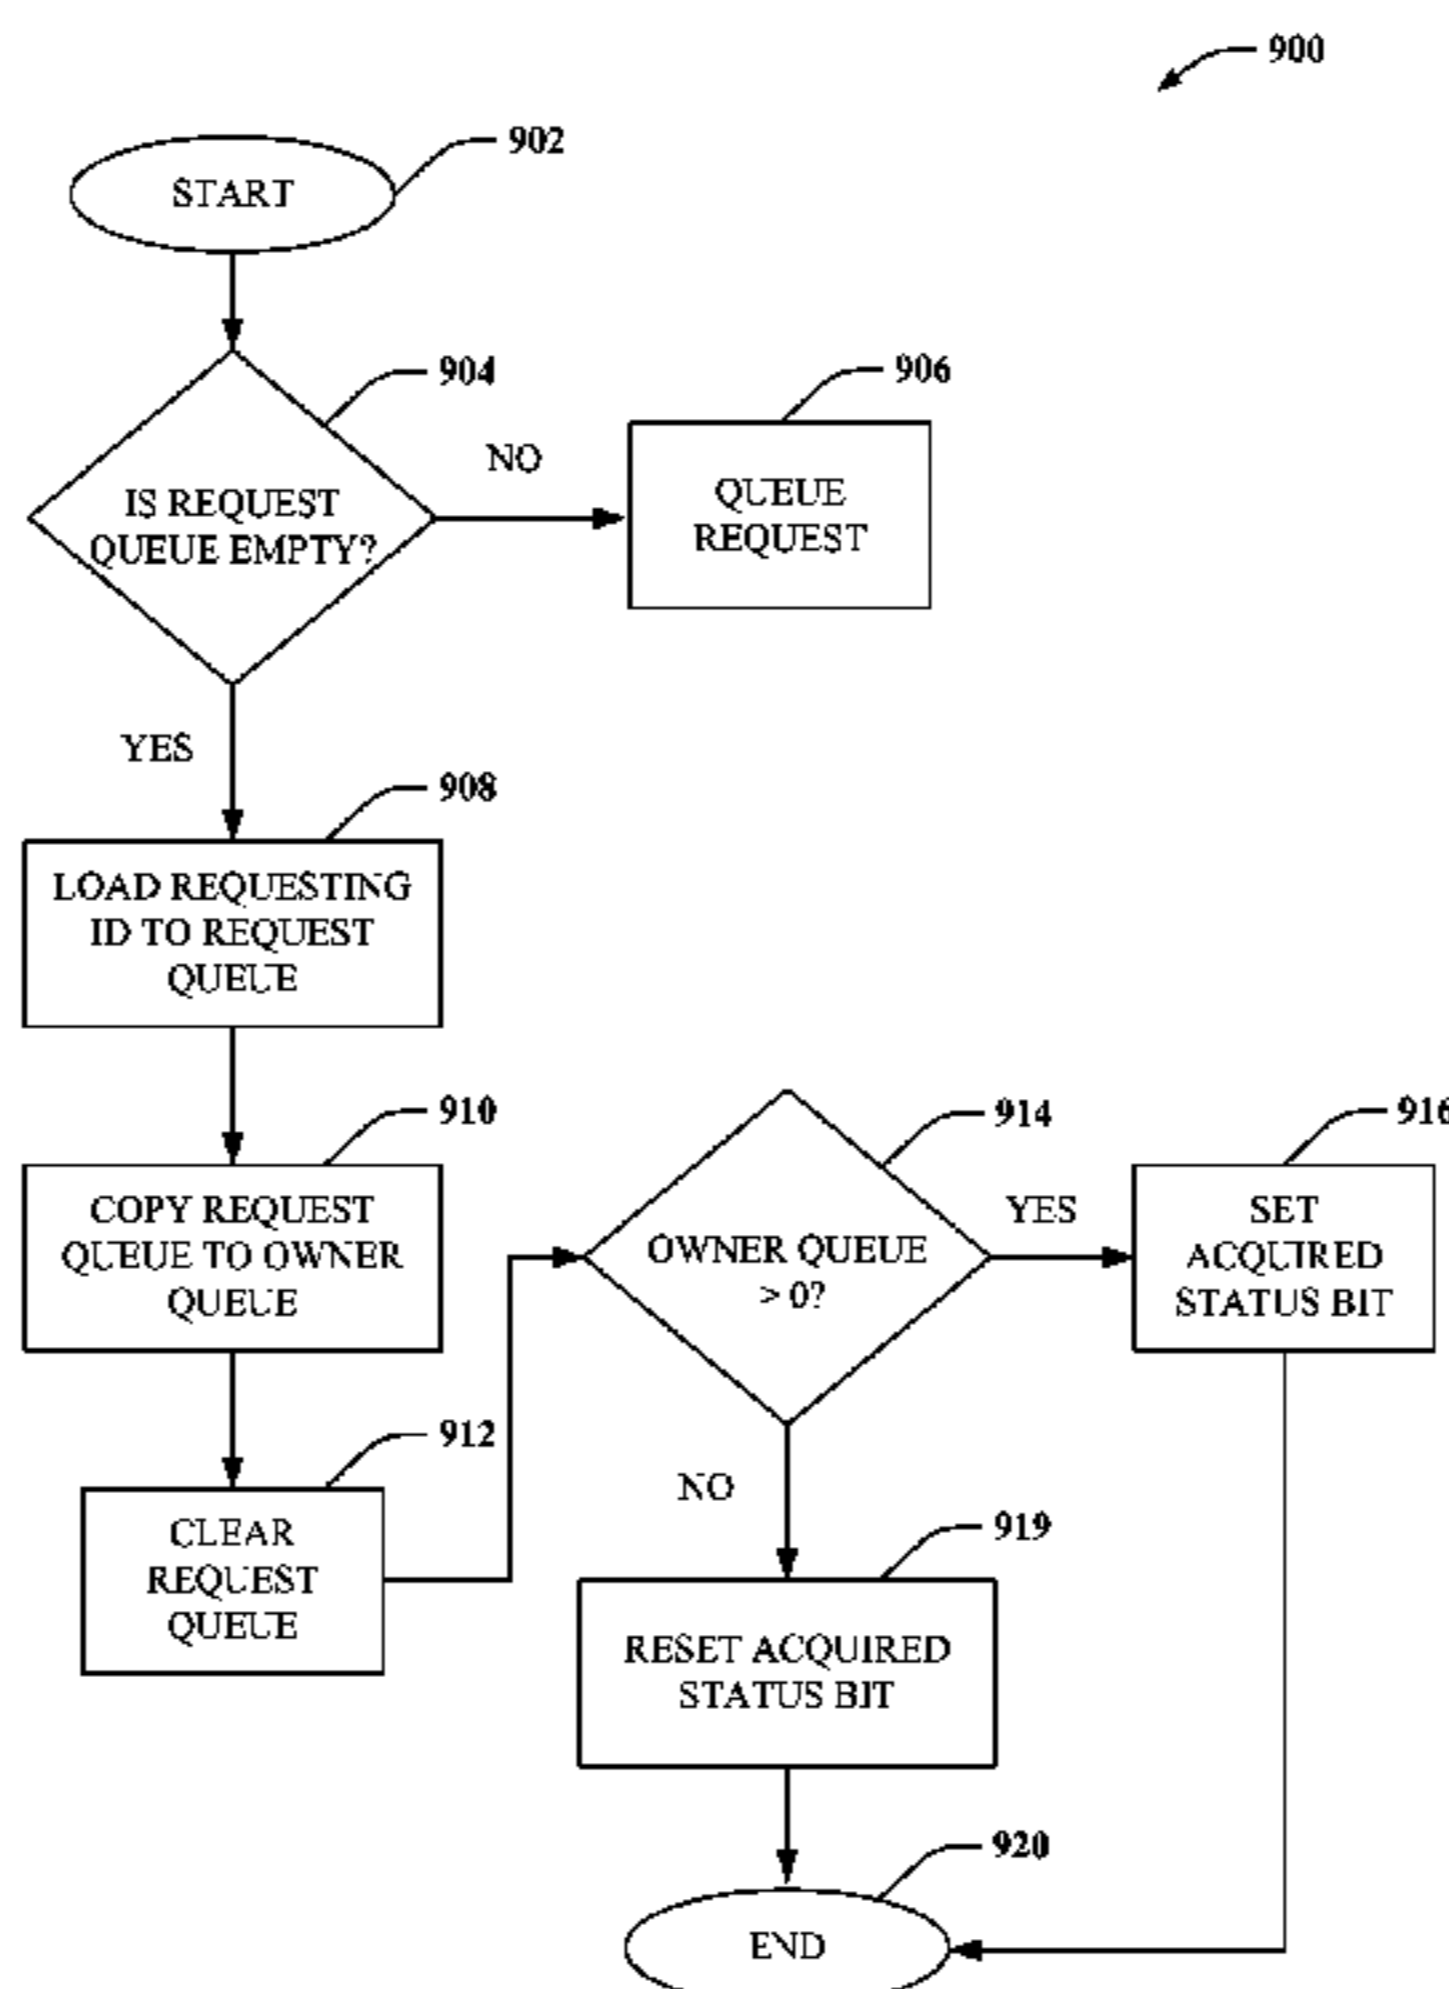 900
902
START
904
906
NO
IS REQUEST
QUEUE EMPTY?
QUEUE
REQUEST
YES
908
LOAD REQUESTING
ID TO REQUEST
QUEUE
910
COPY REQUEST
QUEUE TO OWNER
QUEUE
912
CLEAR
REQUEST
QUEUE
914
OWNER QUEUE
> 0?
YES
916
SET
ACQUIRED
STATUS BIT
NO
919
RESET ACQUIRED
STATUS BIT
920
END